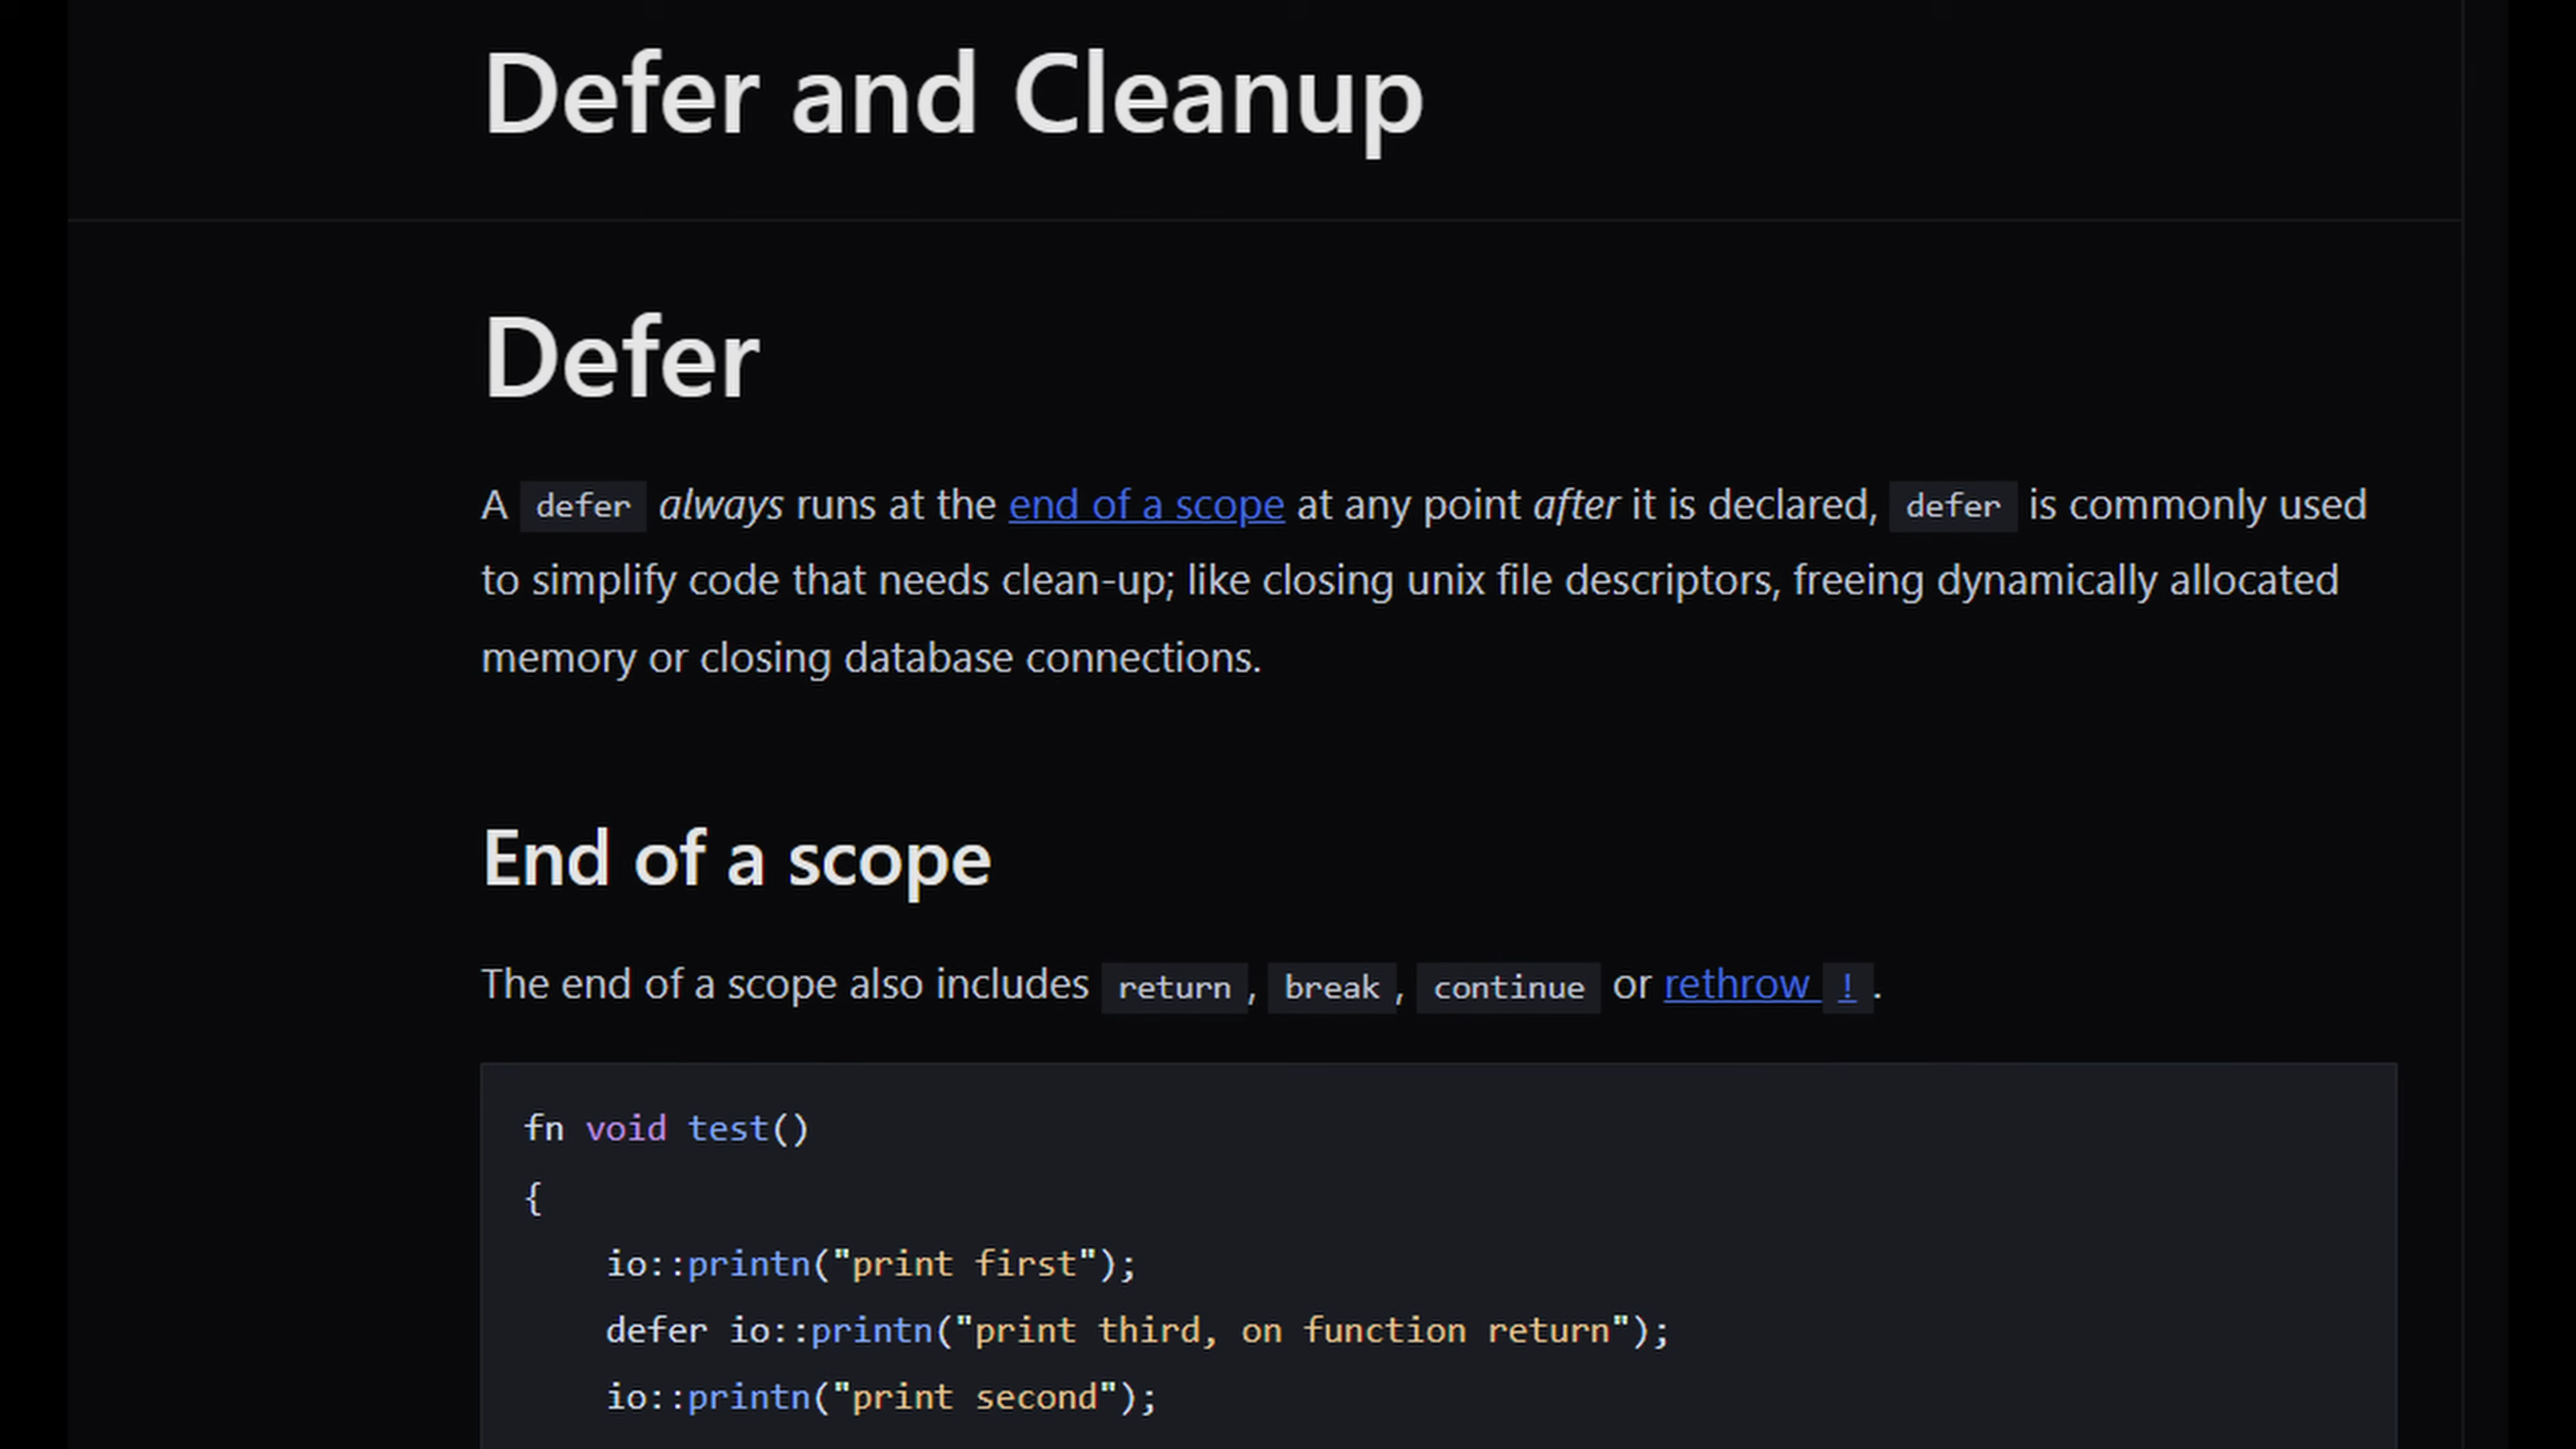 Defer and Cleanup
Defer
A defer always runs at the end of a scope at any point after it is declared, defer is commonly used
to simplify code that needs clean-up; like closing unix file descriptors, freeing dynamically allocated
memory or closing database connections.
End of a scope
The end of a scope also includes return, break, continue or rethrow !.
fn void test()
{
    io::printn("print first");
    defer io::printn("print third, on function return");
    io::printn("print second");